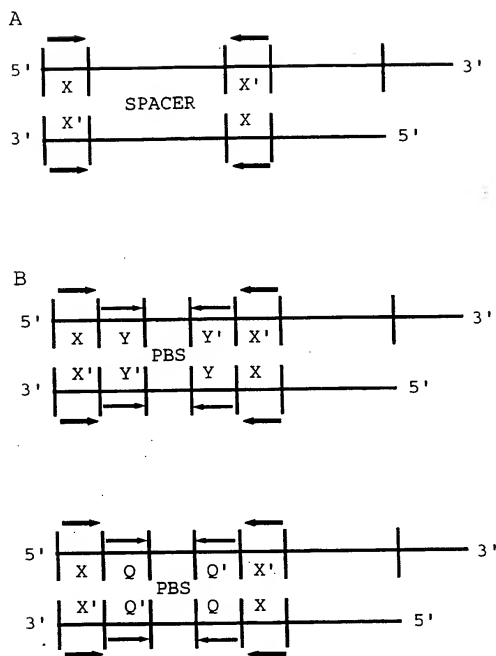 A
5' 3'
X X'
SPACER
X' X
3' 5'
B
5' 3'
X Y Y' X'
PBS
X' Y' Y X
3' 5'
5' 3'
X Q Q' X'
PBS
X' Q' Q X
3' 5'